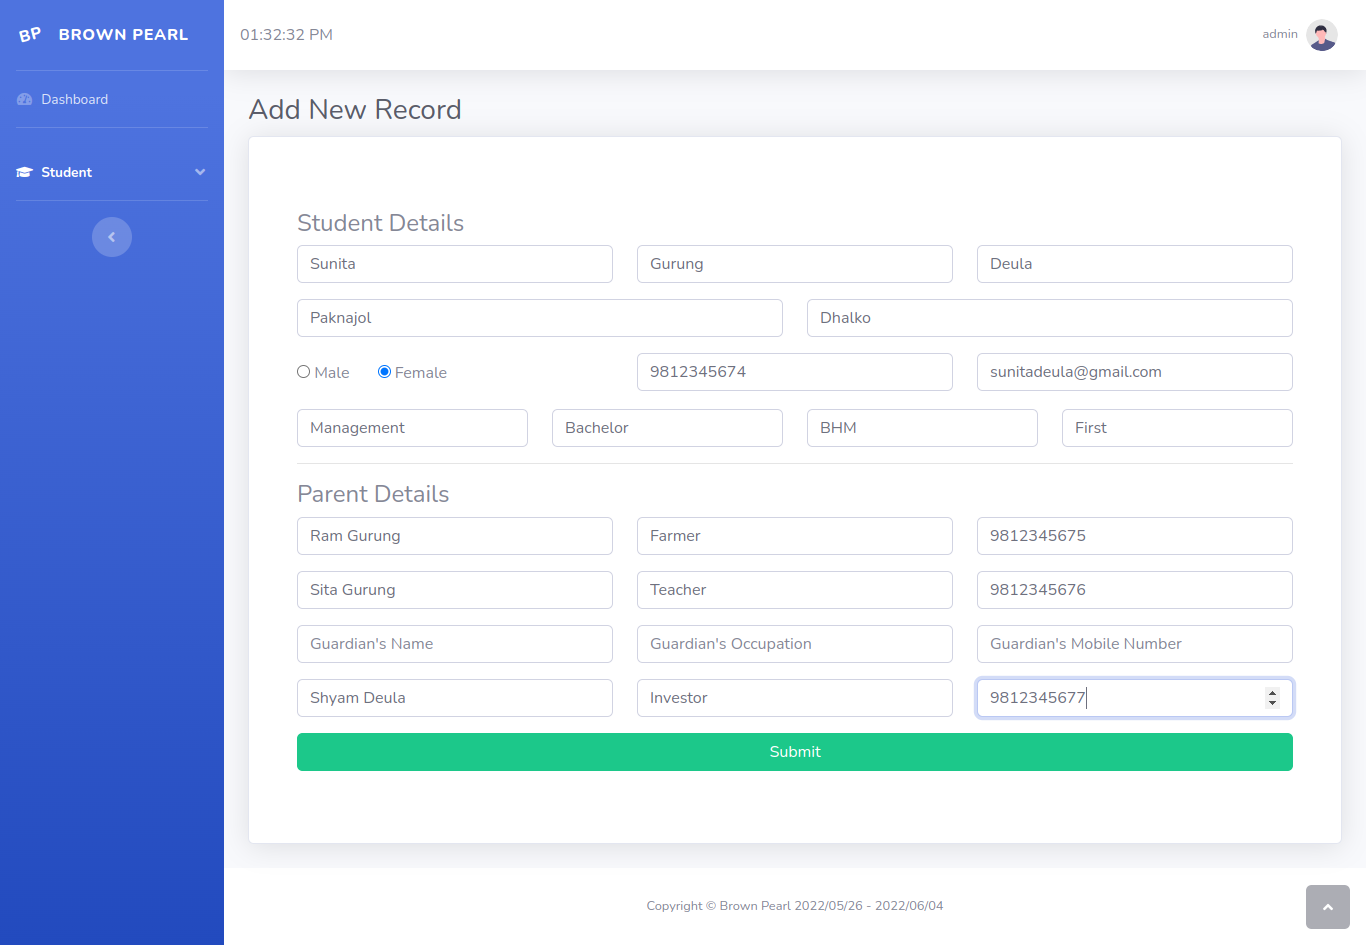 BP BROWN PEARL
01:32:32 PM
admin
Dashboard
Student
Add New Record
Student Details
Sunita Gurung Deula
Paknajol Dhalko
Male Female 9812345674 sunitadeula@gmail.com
Management Bachelor BHM First
Parent Details
Ram Gurung Farmer 9812345675
Sita Gurung Teacher 9812345676
Guardian's Name Guardian's Occupation Guardian's Mobile Number
Shyam Deula Investor 9812345677
Submit
Copyright © Brown Pearl 2022/05/26 - 2022/06/04